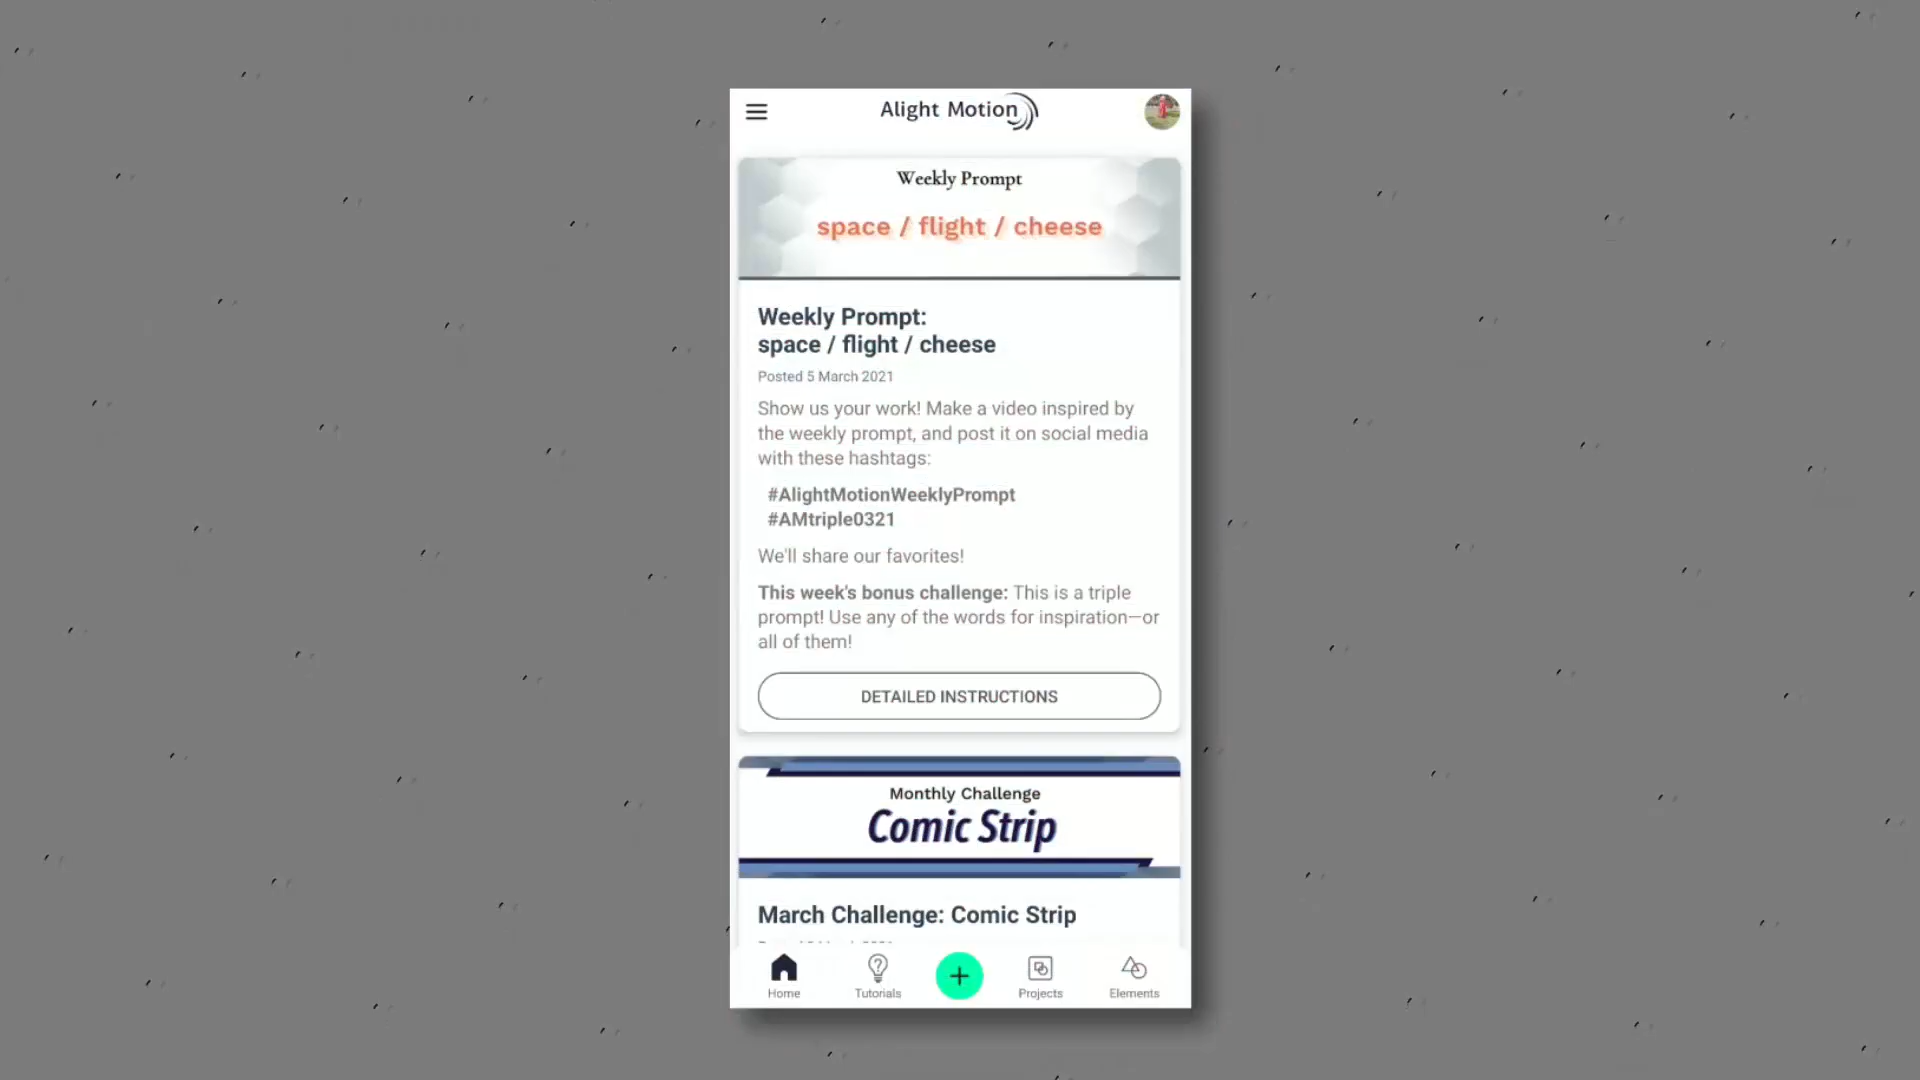 Alight Motion
Weekly Prompt
space / flight / cheese
Weekly Prompt:
space / flight / cheese
Posted 5 March 2021
Show us your work! Make a video inspired by
the weekly prompt, and post it on social media
with these hashtags:
#AlightMotionWeeklyPrompt
#AMtriple0321
We'll share our favorites!
This week's bonus challenge: This is a triple
prompt! Use any of the words for inspiration—or
all of them!
DETAILED INSTRUCTIONS
Monthly Challenge
Comic Strip
March Challenge: Comic Strip
Home
Tutorials
Projects
Elements